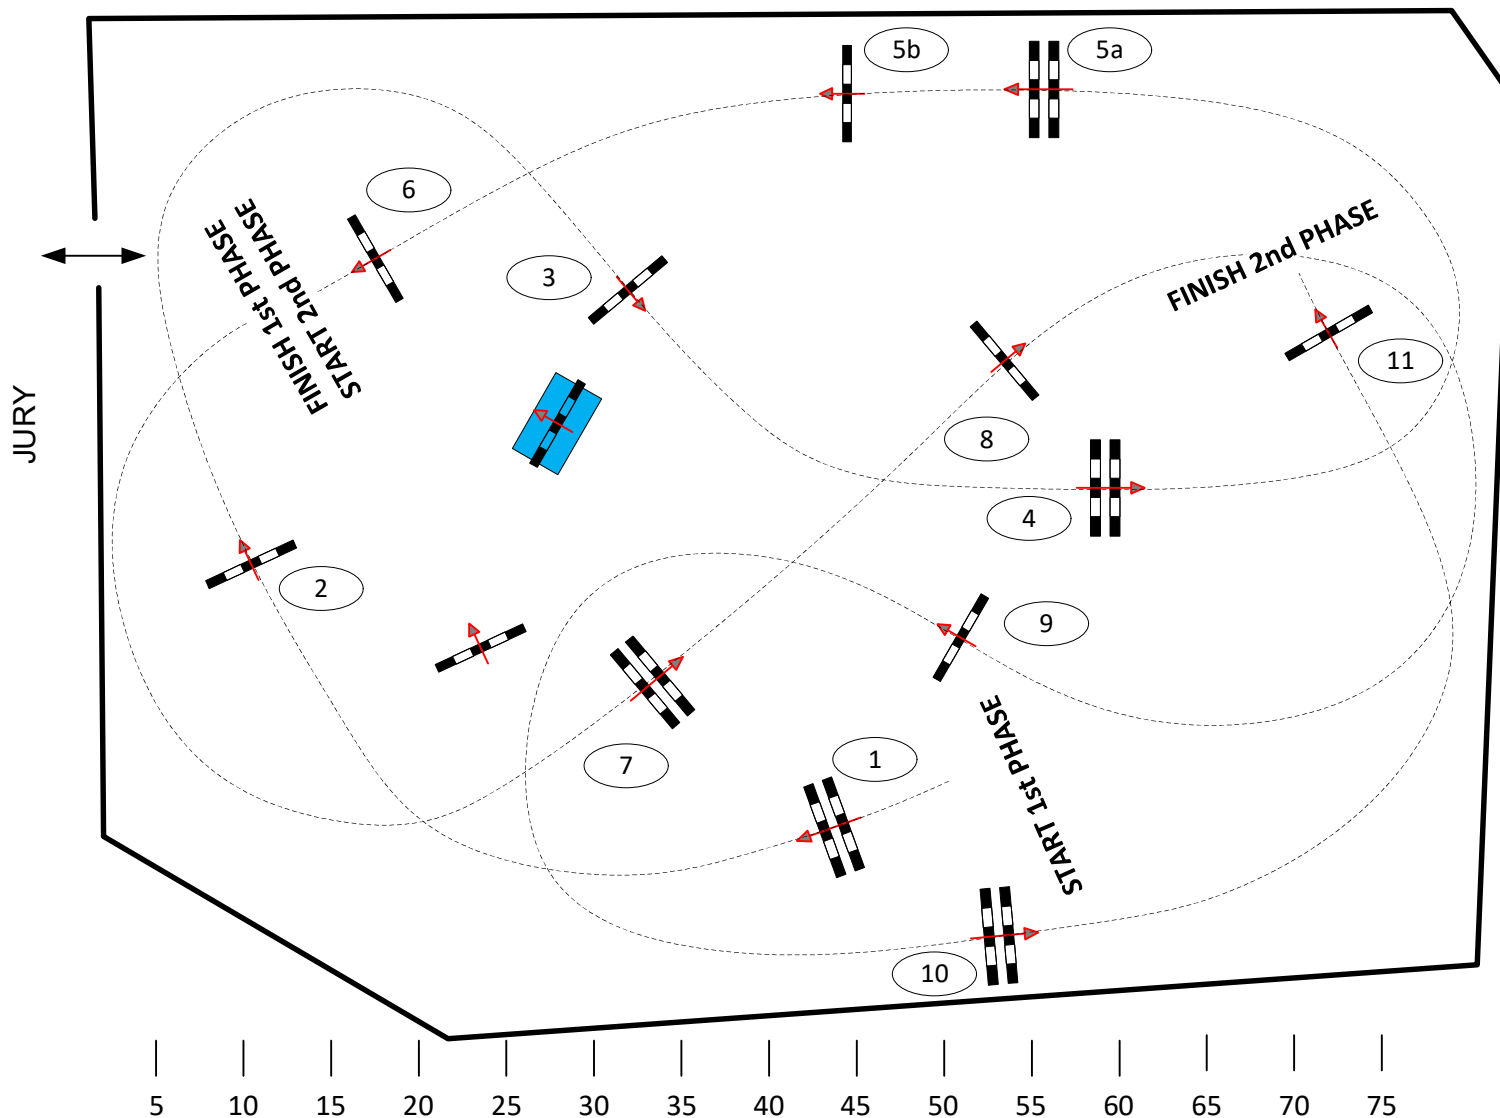 5b
5a
6
FINISH 1st PHASE
START 2nd PHASE
3
FINISH 2nd PHASE
11
JURY
8
4
2
9
START 1st PHASE
7
1
10
5 10 15 20 25 30 35 40 45 50 55 60 65 70 75